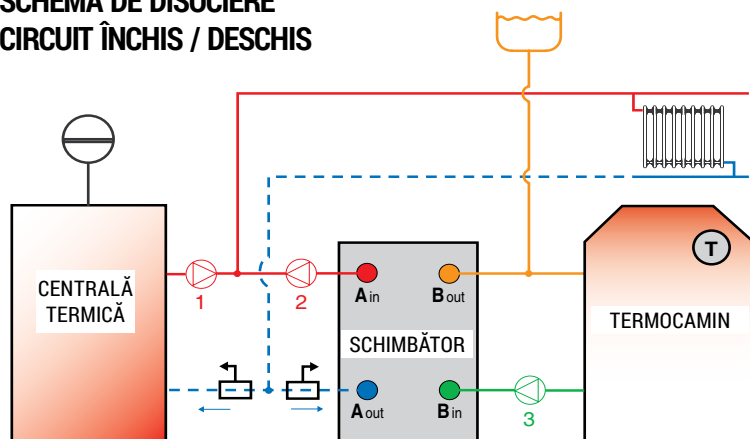 SCHEMA DE DISOCIERE
CIRCUIT ÎNCHIS / DESCHIS
T
CENTRALĂ
TERMICĂ
1
2
A in
B out
TERMOCAMIN
SCHIMBĂTOR
A out
B in
3